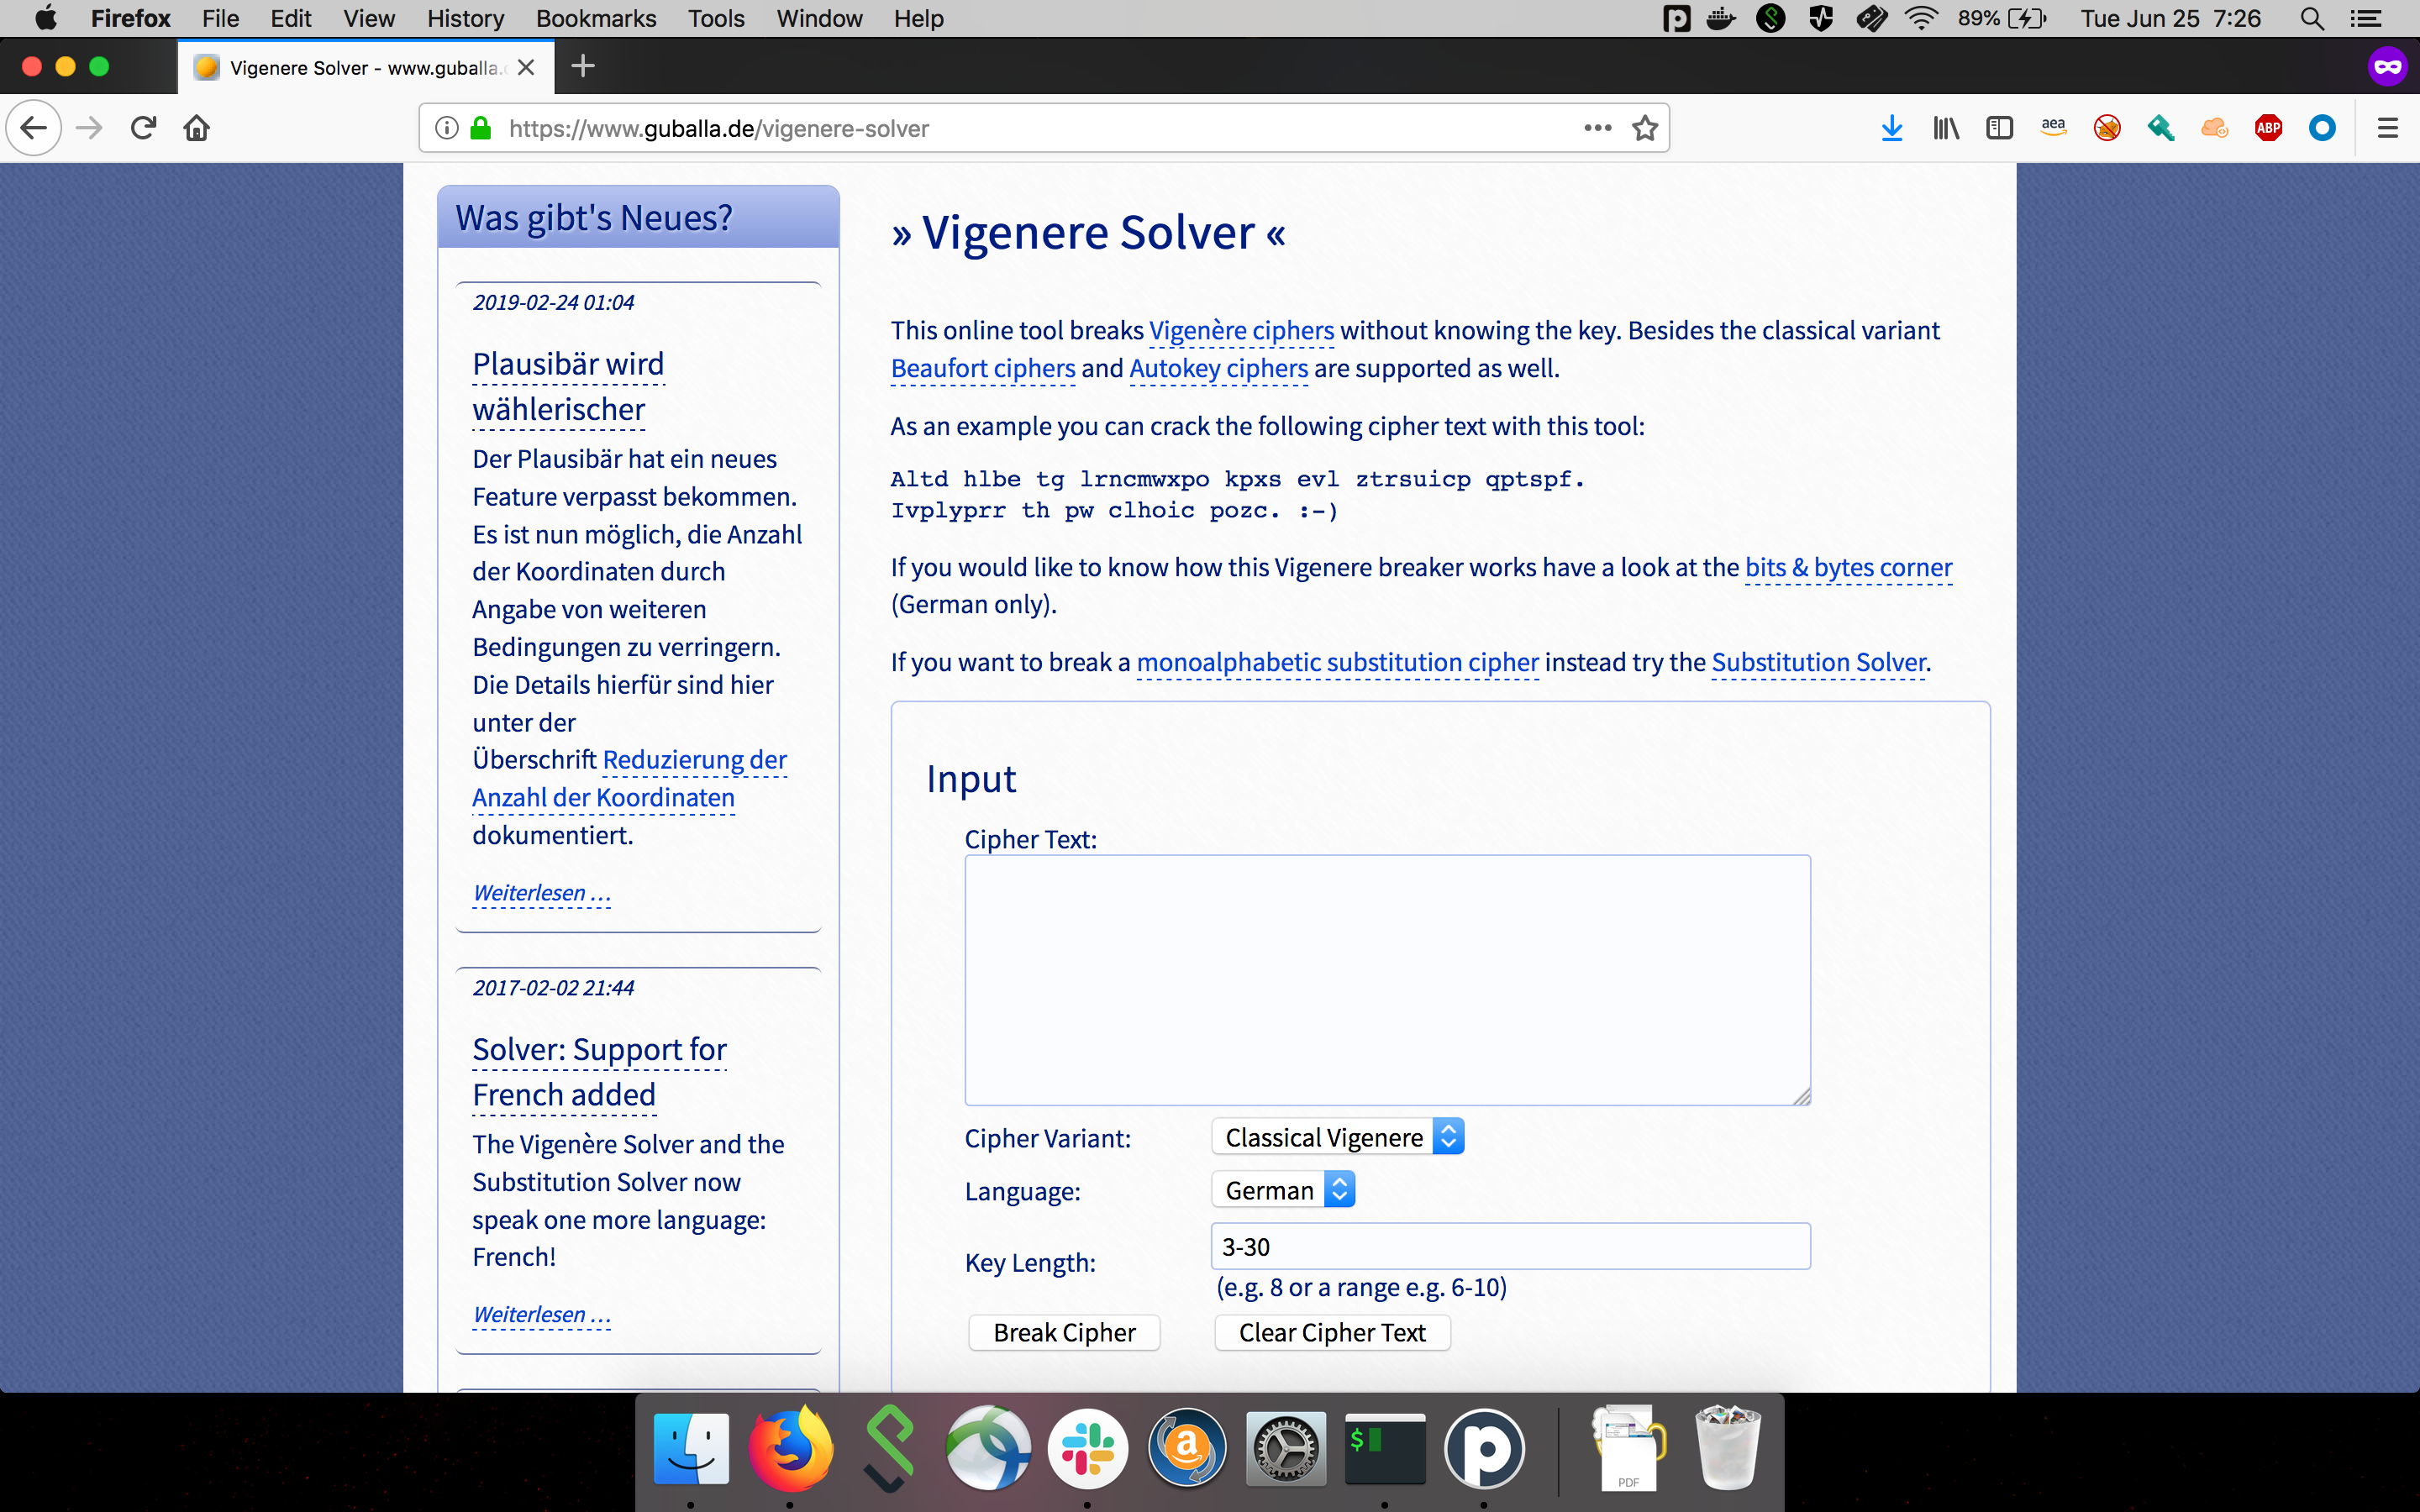 Firefox File Edit View History Bookmarks Tools Window Help 89% Tue Jun 25 7:26
Vigenere Solver - www.guballa.
https://www.guballa.de/vigenere-solver
aea
ABP
Was gibt's Neues?
2019-02-24 01:04
Plausibär wird
wählerischer
Der Plausibär hat ein neues
Feature verpasst bekommen.
Es ist nun möglich, die Anzahl
der Koordinaten durch
Angabe von weiteren
Bedingungen zu verringern.
Die Details hierfür sind hier
unter der
Überschrift Reduzierung der
Anzahl der Koordinaten
dokumentiert.
Weiterlesen …
2017-02-02 21:44
Solver: Support for
French added
The Vigenère Solver and the
Substitution Solver now
speak one more language:
French!
Weiterlesen …
» Vigenere Solver «
This online tool breaks Vigenère ciphers without knowing the key. Besides the classical variant
Beaufort ciphers and Autokey ciphers are supported as well.
As an example you can crack the following cipher text with this tool:
Altd hlbe tg lrncmwxpo kpxs evl ztrsuicp qptspf.
Ivplyprr th pw clhoic pozc. :-)
If you would like to know how this Vigenere breaker works have a look at the bits & bytes corner
(German only).
If you want to break a monoalphabetic substitution cipher instead try the Substitution Solver.
Input
Cipher Text:
Cipher Variant: Classical Vigenere
Language: German
Key Length: 3-30
(e.g. 8 or a range e.g. 6-10)
Break Cipher Clear Cipher Text
$
PDF